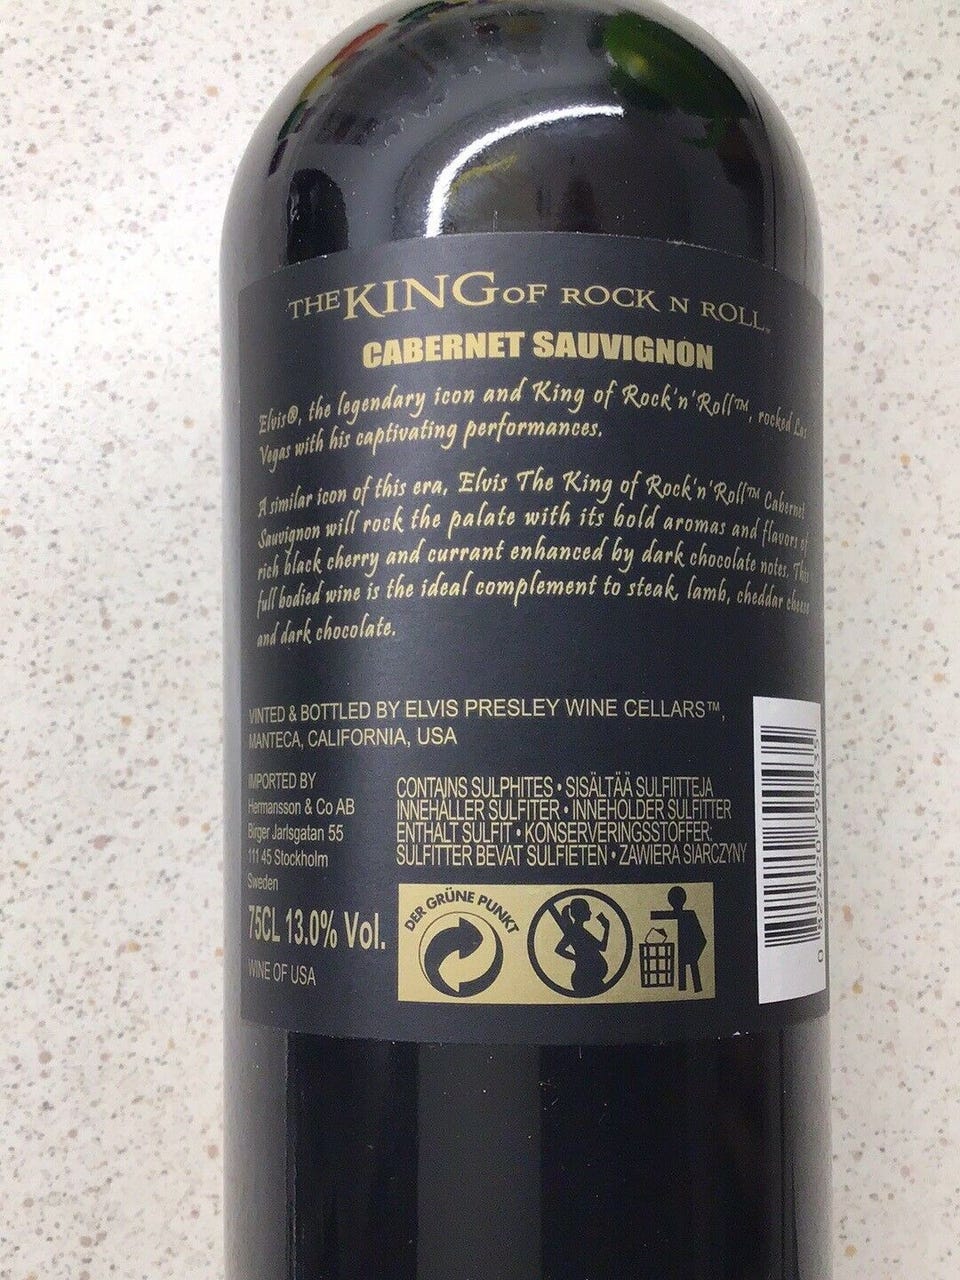 THE KING OF ROCK N ROLL™
CABERNET SAUVIGNON
Elvis®, the legendary icon and King of Rock'n'Roll™, rocked Las
Vegas with his captivating performances.
A similar icon of this era, Elvis The King of Rock'n'Roll™ Cabernet
Sauvignon will rock the palate with its bold aromas and flavors of
rich black cherry and currant enhanced by dark chocolate notes. This
full bodied wine is the ideal complement to steak, lamb, cheddar cheese
and dark chocolate.
VINTED & BOTTLED BY ELVIS PRESLEY WINE CELLARS™,
MANTECA, CALIFORNIA, USA
IMPORTED BY
Hermansson & Co AB
Birger Jarlsgatan 55
111 45 Stockholm
Sweden
75CL 13.0% Vol.
WINE OF USA
CONTAINS SULPHITES • SISÄLTÄÄ SULFIITTEJA
INNEHÅLLER SULFITER • INNEHOLDER SULFITTER
ENTHALT SULFIT • KONSERVERINGSSTOFFER:
SULFITTER BEVAT SULFIETEN • ZAWIERA SIARCZYNY
DER GRÜNE PUNKT